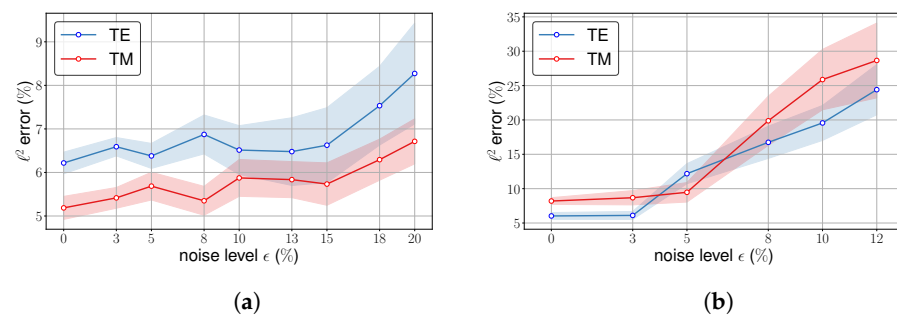 TE
TM
9
8
7
6
5
ℓ² error (%)
0 3 5 8 10 13 15 18 20
noise level ϵ (%)
(a)
TE
TM
35
30
25
20
15
10
5
ℓ² error (%)
0 3 5 8 10 12
noise level ϵ (%)
(b)